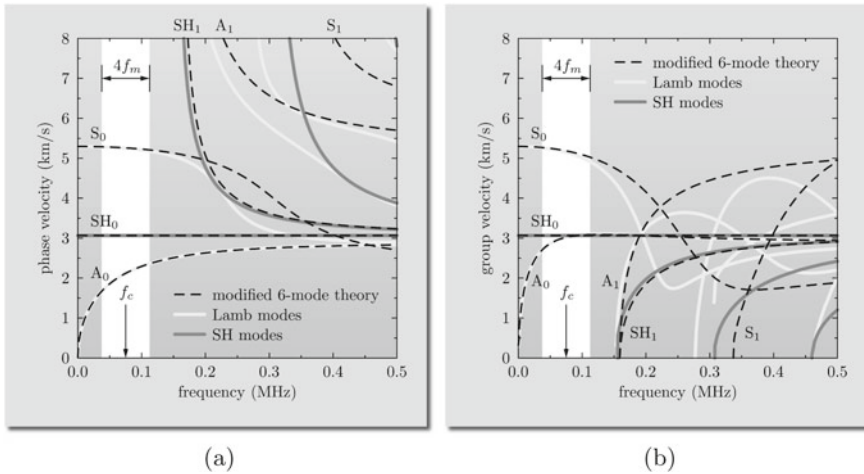 SH₁ A₁ S₁
8
7
6
5
4
3
2
1
0
4fₘ
S₀
SH₀
A₀
f꜀
modified 6-mode theory
Lamb modes
SH modes
phase velocity (km/s)
0.0 0.1 0.2 0.3 0.4 0.5
frequency (MHz)
(a)
8
7
6
5
4
3
2
1
0
4fₘ
modified 6-mode theory
Lamb modes
SH modes
S₀
SH₀
A₀
f꜀
A₁
SH₁
S₁
group velocity (km/s)
0.0 0.1 0.2 0.3 0.4 0.5
frequency (MHz)
(b)